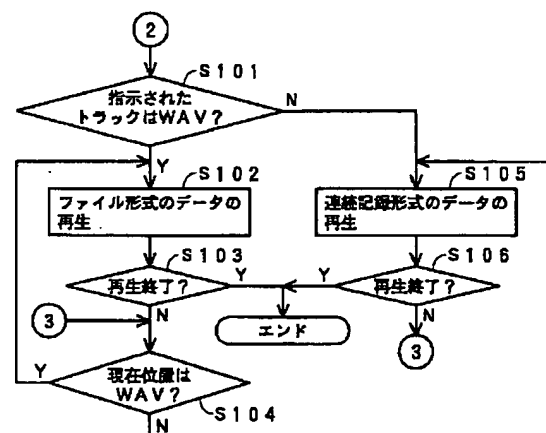 2
S101
指示された
トラックはWAV?
N
Y
S102
ファイル形式のデータの
再生
S105
連続記録形式のデータの
再生
S103
再生終了?
Y
N
S106
再生終了?
Y
N
エンド
3
3
現在位置は
WAV?
Y
S104
N